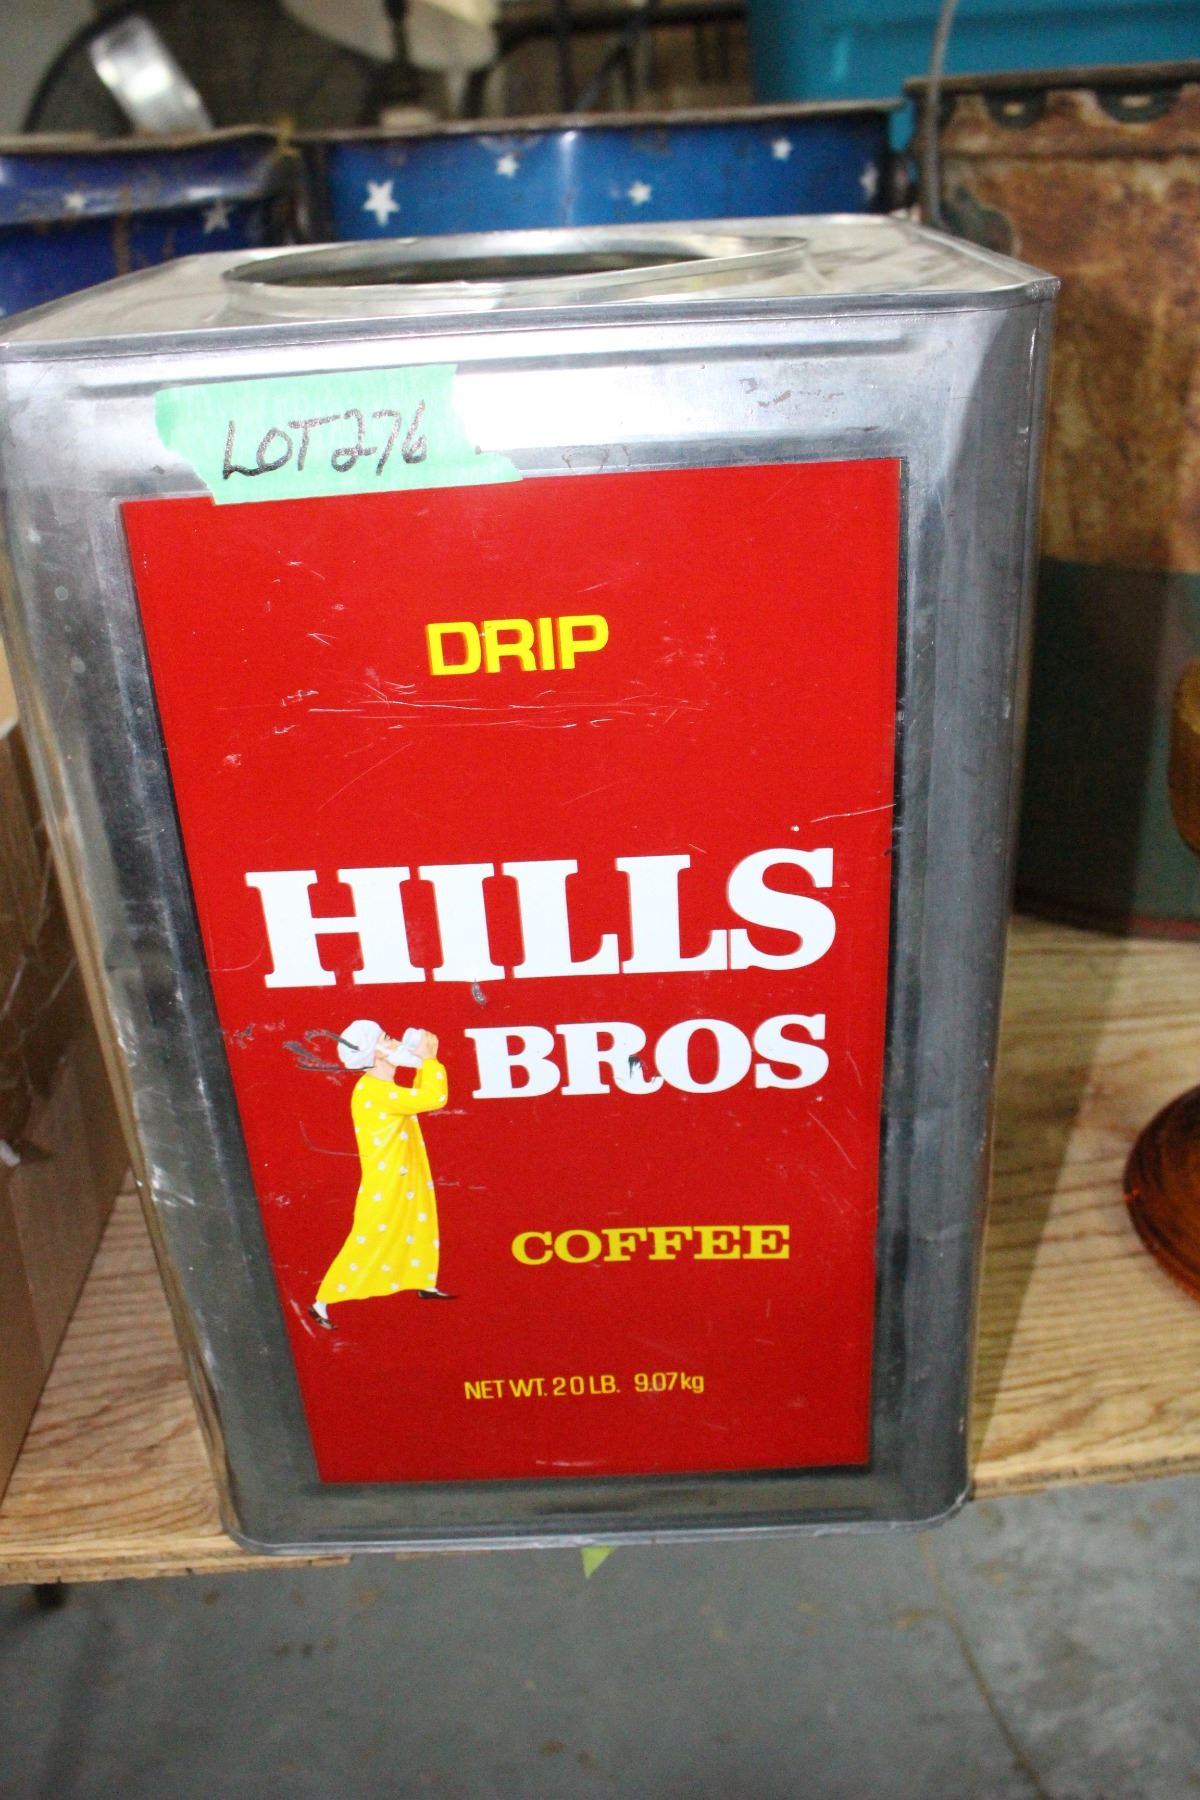 LOT 276
DRIP
HILLS
BROS
COFFEE
NET WT. 20 LB. 9.07kg